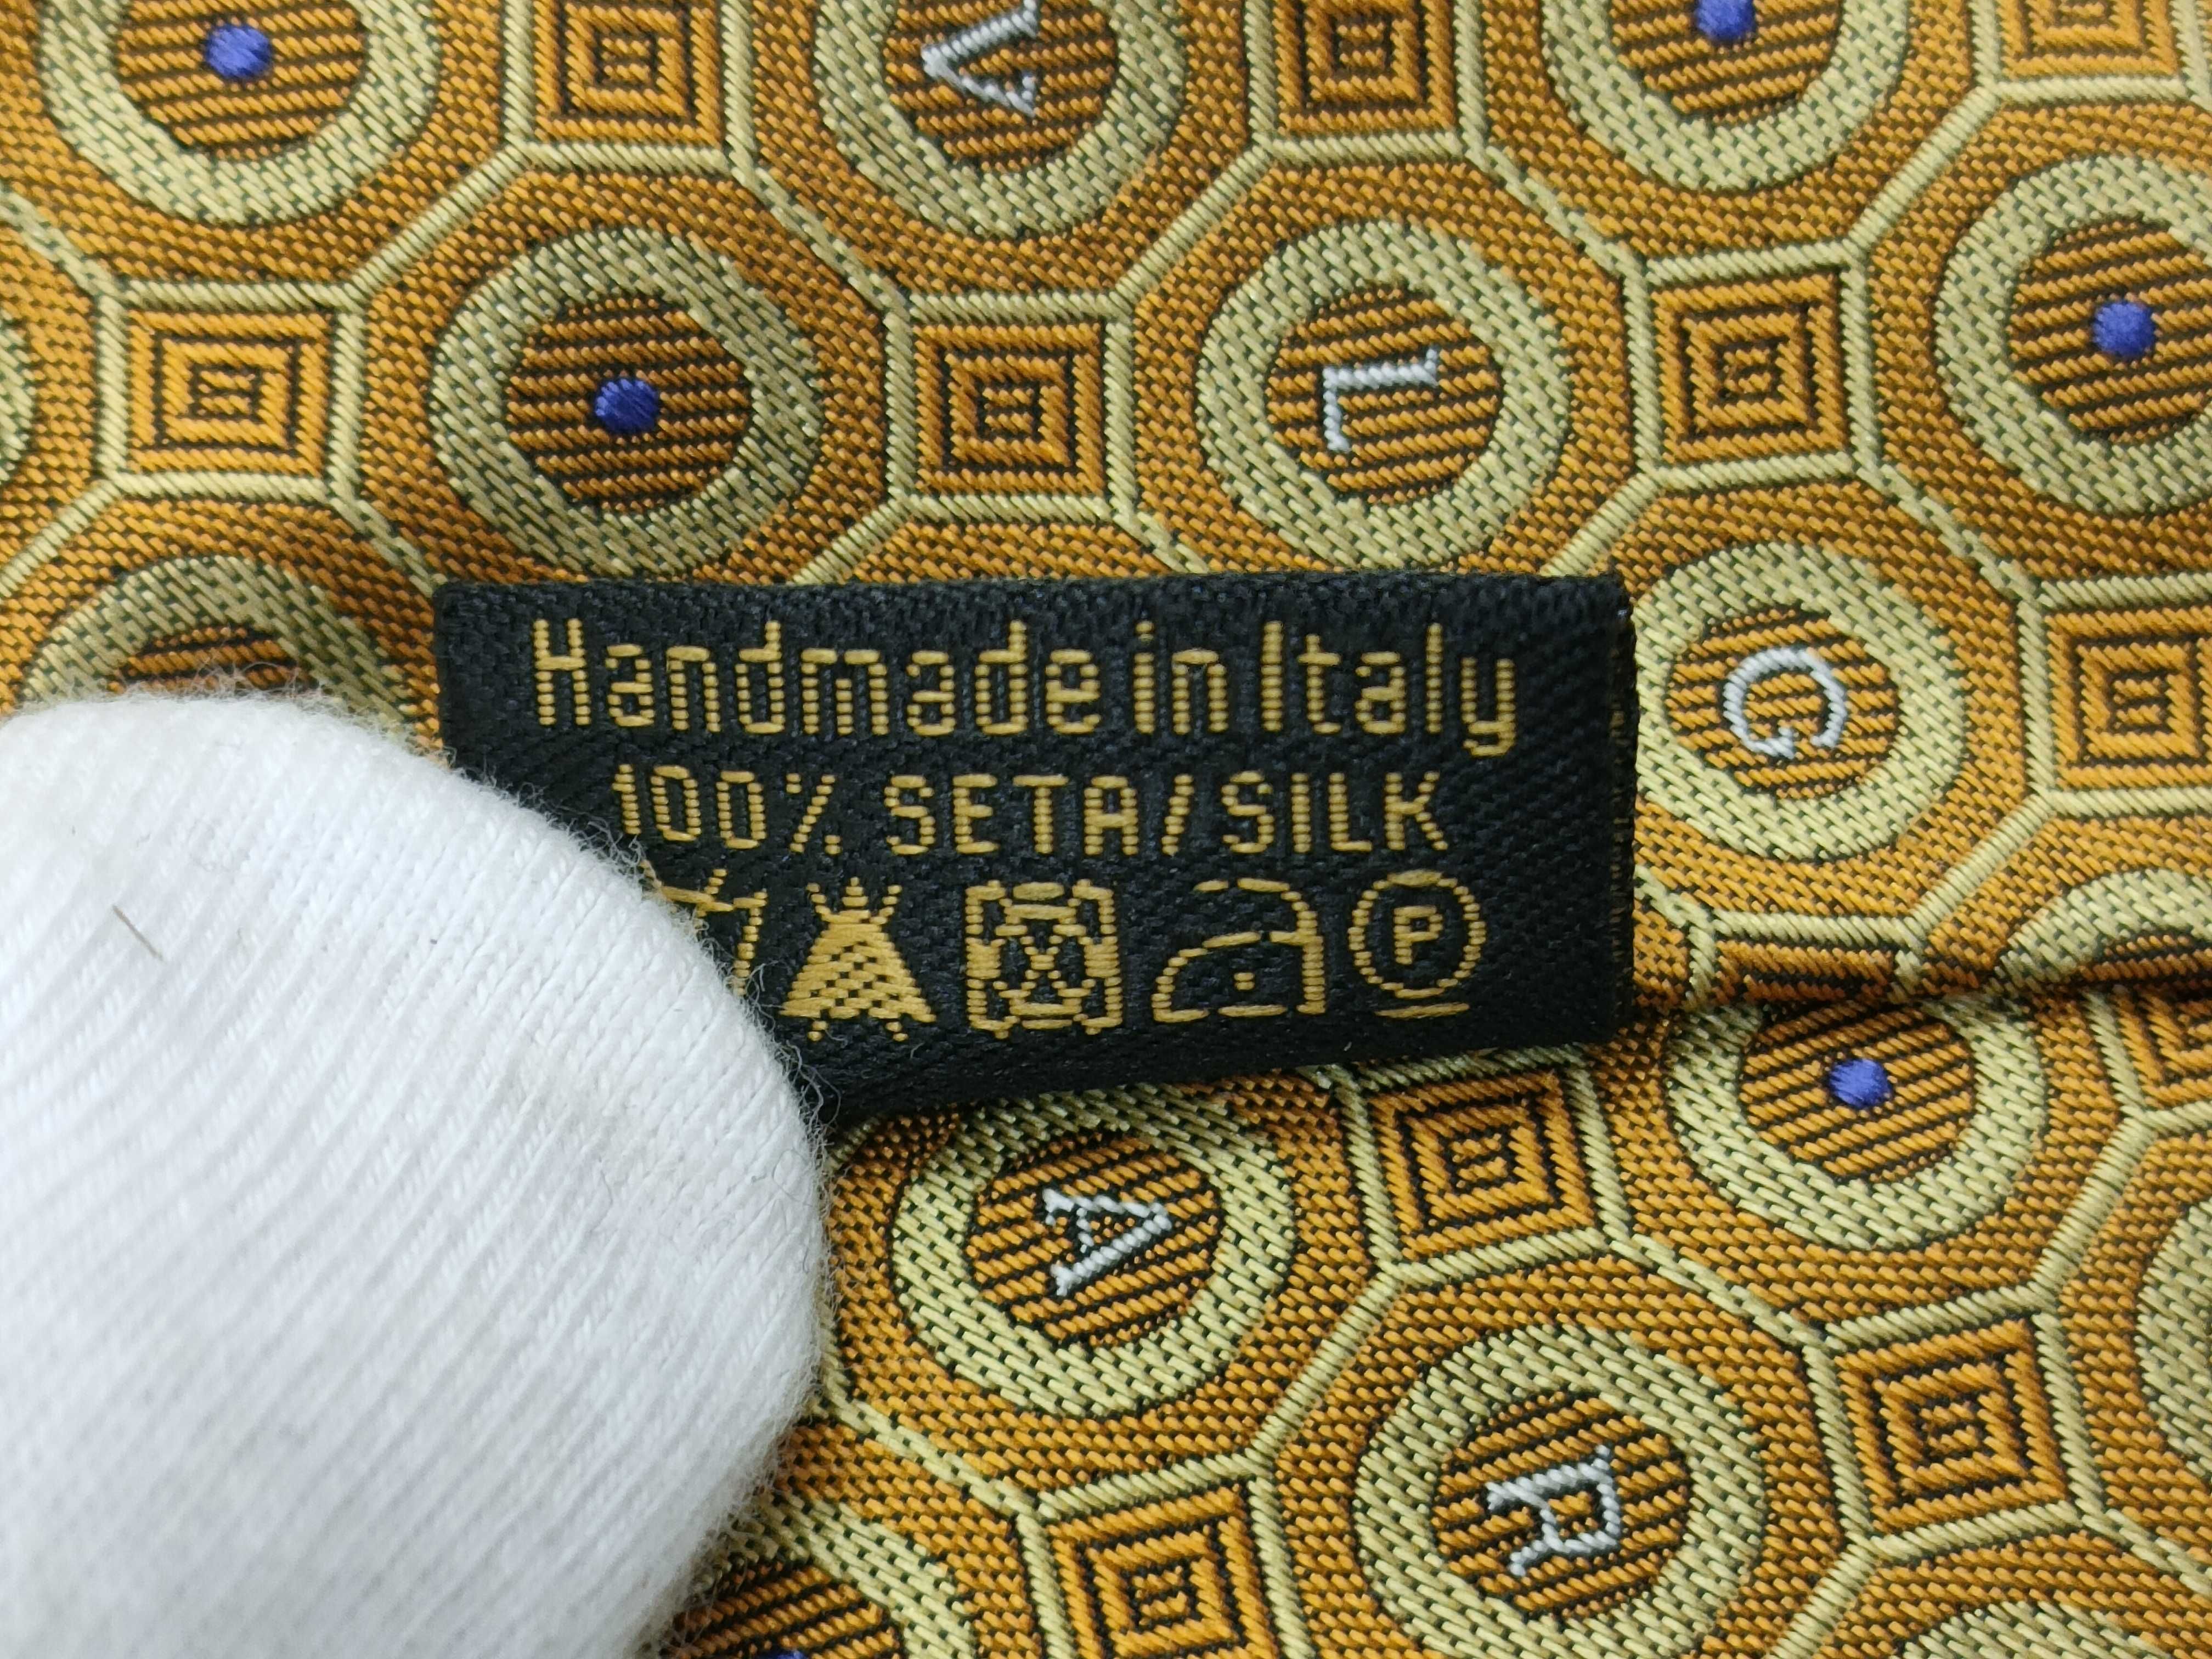 Handmade in Italy
100% SETA/SILK
P
A
L
G
A
R